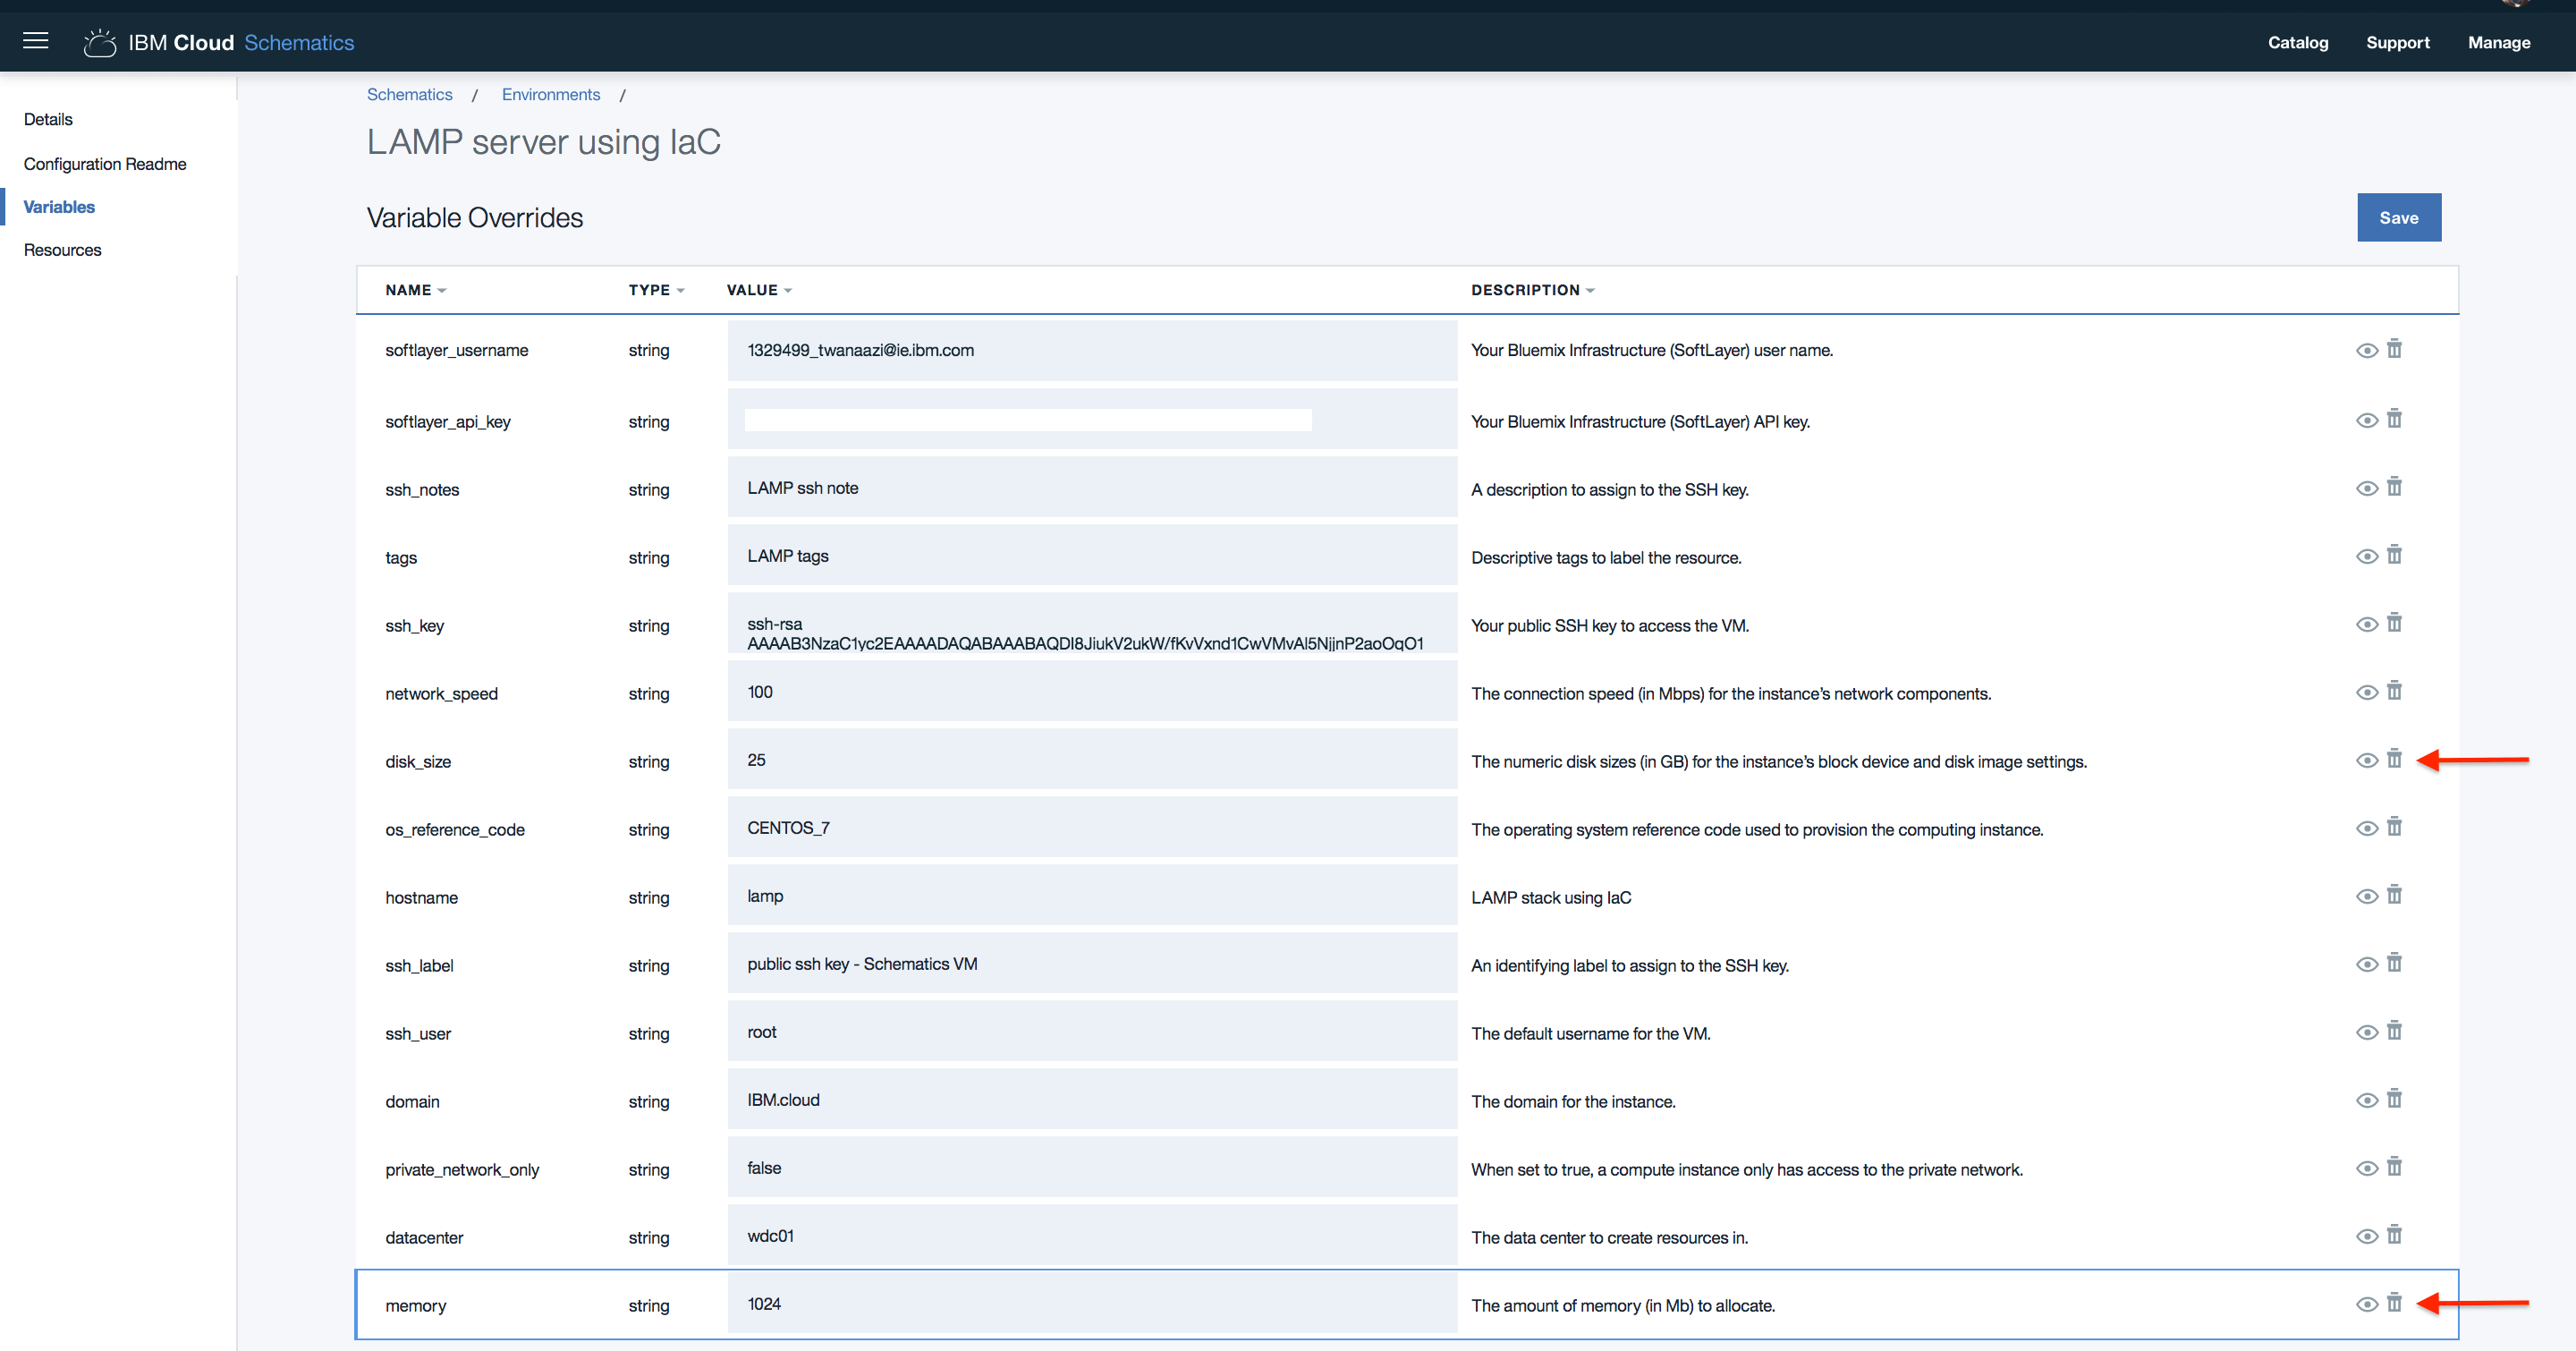 IBM Cloud Schematics
Catalog Support Manage
Details
Configuration Readme
Variables
Resources
Schematics / Environments /
LAMP server using IaC
Variable Overrides
Save
NAME TYPE VALUE DESCRIPTION
softlayer_username string 1329499_twanaazi@ie.ibm.com Your Bluemix Infrastructure (SoftLayer) user name.
softlayer_api_key string Your Bluemix Infrastructure (SoftLayer) API key.
ssh_notes string LAMP ssh note A description to assign to the SSH key.
tags string LAMP tags Descriptive tags to label the resource.
ssh_key string ssh-rsa Your public SSH key to access the VM.
network_speed string 100 The connection speed (in Mbps) for the instance’s network components.
disk_size string 25 The numeric disk sizes (in GB) for the instance’s block device and disk image settings.
os_reference_code string CENTOS_7 The operating system reference code used to provision the computing instance.
hostname string lamp LAMP stack using IaC
ssh_label string public ssh key - Schematics VM An identifying label to assign to the SSH key.
ssh_user string root The default username for the VM.
domain string IBM.cloud The domain for the instance.
private_network_only string false When set to true, a compute instance only has access to the private network.
datacenter string wdc01 The data center to create resources in.
memory string 1024 The amount of memory (in Mb) to allocate.